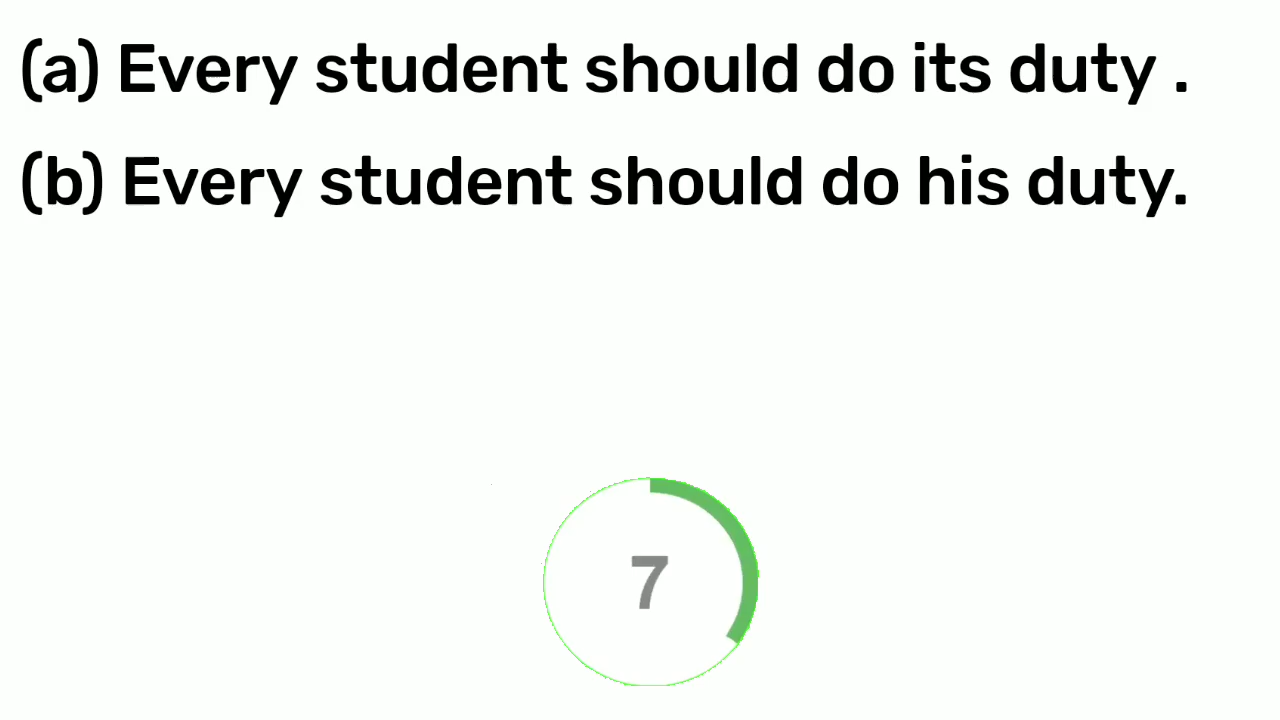 (a) Every student should do its duty .
(b) Every student should do his duty.
7